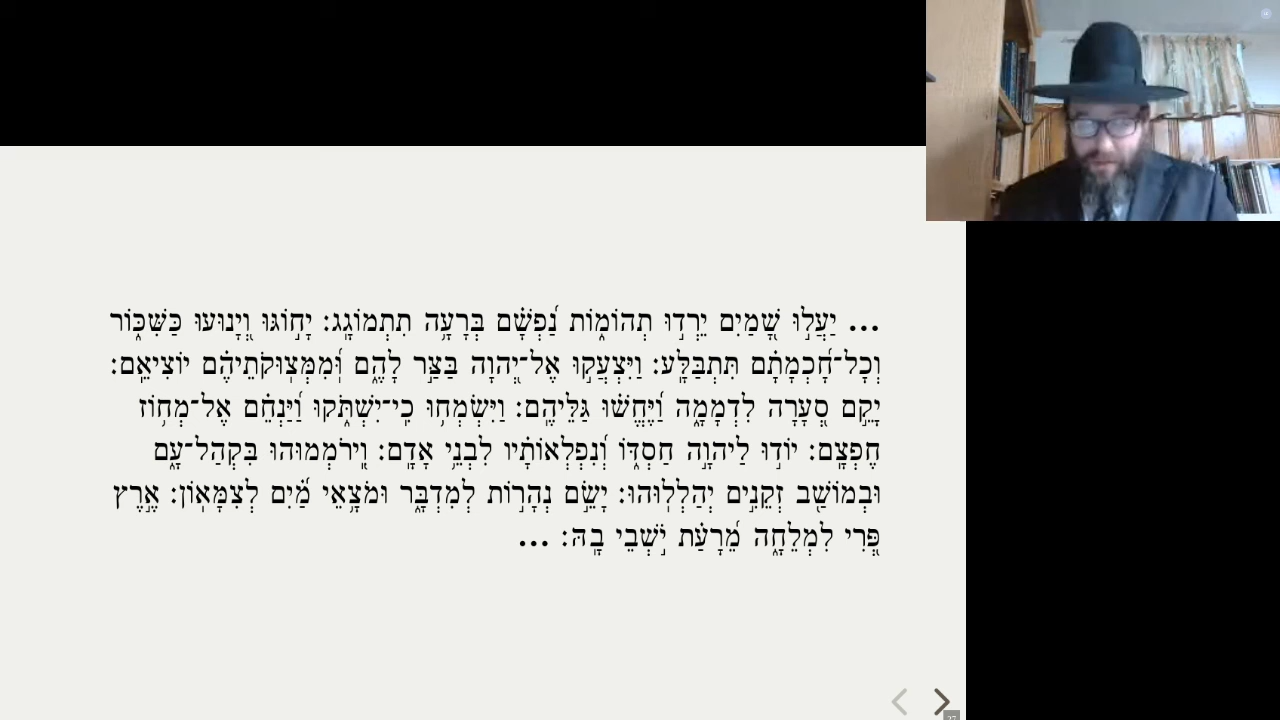 ... יַעֲל֣וּ שָׁ֭מַיִם יֵרְד֣וּ תְהוֹמ֑וֹת נַ֝פְשָׁ֗ם בְּרָעָ֥ה תִתְמוֹגָֽג׃ יָח֣וֹגּוּ וְ֭יָנוּעוּ כַּשִּׁכּ֑וֹר
וְכָל־חָ֝כְמָתָ֗ם תִּתְבַּלָּֽע׃ וַיִּצְעֲק֣וּ אֶל־יְ֭הוָה בַּצַּ֣ר לָהֶ֑ם וּֽ֝מִמְּצֽוּקֹתֵיהֶ֗ם יוֹצִיאֵֽם׃
יָקֵ֣ם סְ֭עָרָה לִדְמָמָ֑ה וַ֝יֶּחֱשׁ֗וּ גַּלֵּיהֶֽם׃ וַיִּשְׂמְח֥וּ כִֽי־יִשְׁתֹּ֑קוּ וַ֝יַּנְחֵ֗ם אֶל־מְח֥וֹז
חֶפְצָֽם׃ יוֹד֣וּ לַיהוָ֣ה חַסְדּ֑וֹ וְ֝נִפְלְאוֹתָ֗יו לִבְנֵ֥י אָדָֽם׃ וִֽ֭ירֹמְמוּהוּ בִּקְהַל־עָ֑ם
וּבְמוֹשַׁ֖ב זְקֵנִ֣ים יְהַלְלֽוּהוּ׃ יָשֵׂ֣ם נְהָר֣וֹת לְמִדְבָּ֑ר וּמֹצָ֥אֵי מַ֝֗יִם לְצִמָּאֽוֹן׃ אֶ֣רֶץ
פְּ֭רִי לִמְלֵחָ֑ה מֵ֝רָעַ֗ת יֹ֣שְׁבֵי בָֽהּ׃ ...
27